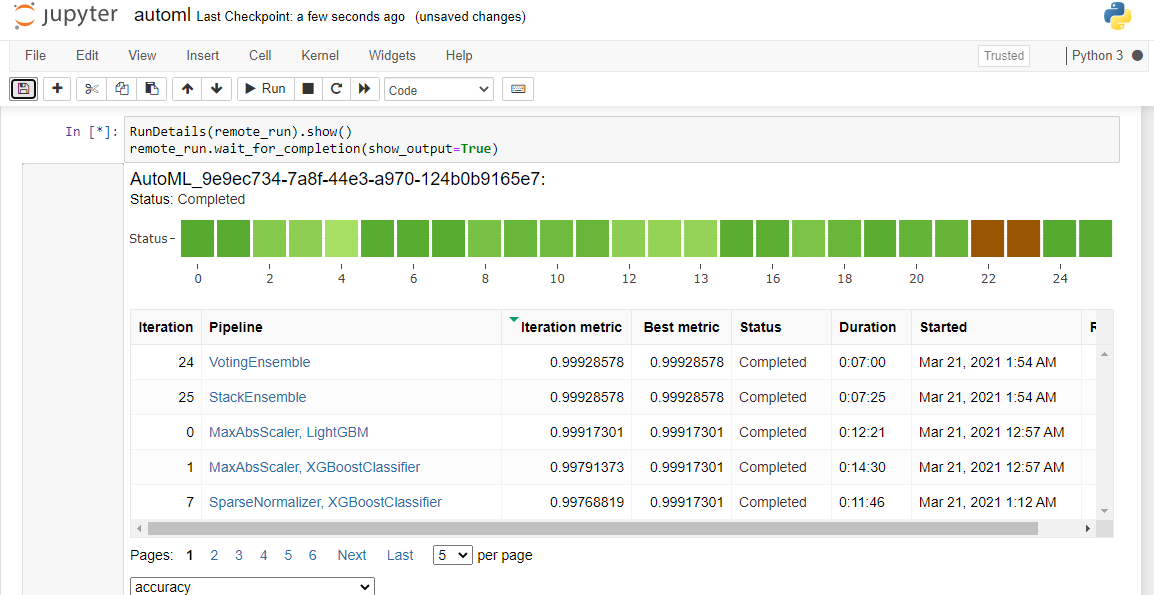 jupyter automl Last Checkpoint: a few seconds ago (unsaved changes)
File Edit View Insert Cell Kernel Widgets Help Trusted Python 3
Run Code
In [*]: RunDetails(remote_run).show()
remote_run.wait_for_completion(show_output=True)
AutoML_9e9ec734-7a8f-44e3-a970-124b0b9165e7:
Status: Completed
Status
0 2 4 6 8 10 12 13 16 18 20 22 24
Iteration Pipeline Iteration metric Best metric Status Duration Started
24 VotingEnsemble 0.99928578 0.99928578 Completed 0:07:00 Mar 21, 2021 1:54 AM
25 StackEnsemble 0.99928578 0.99928578 Completed 0:07:25 Mar 21, 2021 1:54 AM
0 MaxAbsScaler, LightGBM 0.99917301 0.99917301 Completed 0:12:21 Mar 21, 2021 12:57 AM
1 MaxAbsScaler, XGBoostClassifier 0.99791373 0.99917301 Completed 0:14:30 Mar 21, 2021 12:57 AM
7 SparseNormalizer, XGBoostClassifier 0.99768819 0.99917301 Completed 0:11:46 Mar 21, 2021 1:12 AM
Pages: 1 2 3 4 5 6 Next Last 5 per page
accuracy